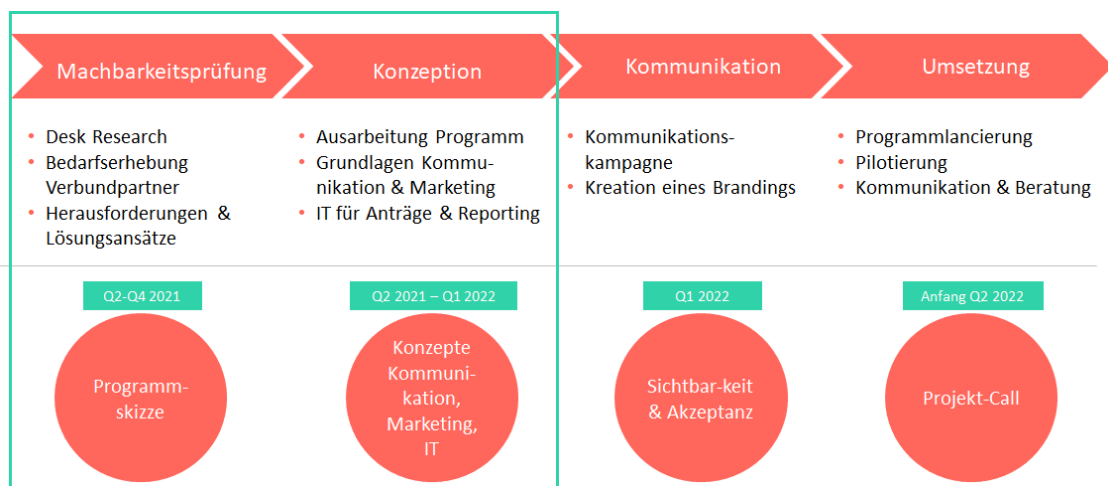 Machbarkeitsprüfung
Konzeption
Kommunikation
Umsetzung
• Desk Research
• Bedarfserhebung
Verbundpartner
• Herausforderungen &
Lösungsansätze
• Ausarbeitung Programm
• Grundlagen Kommu-
nikation & Marketing
• IT für Anträge & Reporting
• Kommunikations-
kampagne
• Kreation eines Brandings
• Programmlancierung
• Pilotierung
• Kommunikation & Beratung
Q2-Q4 2021
Q2 2021 – Q1 2022
Q1 2022
Anfang Q2 2022
Programm-
skizze
Konzepte
Kommuni-
kation,
Marketing,
IT
Sichtbar-keit
& Akzeptanz
Projekt-Call